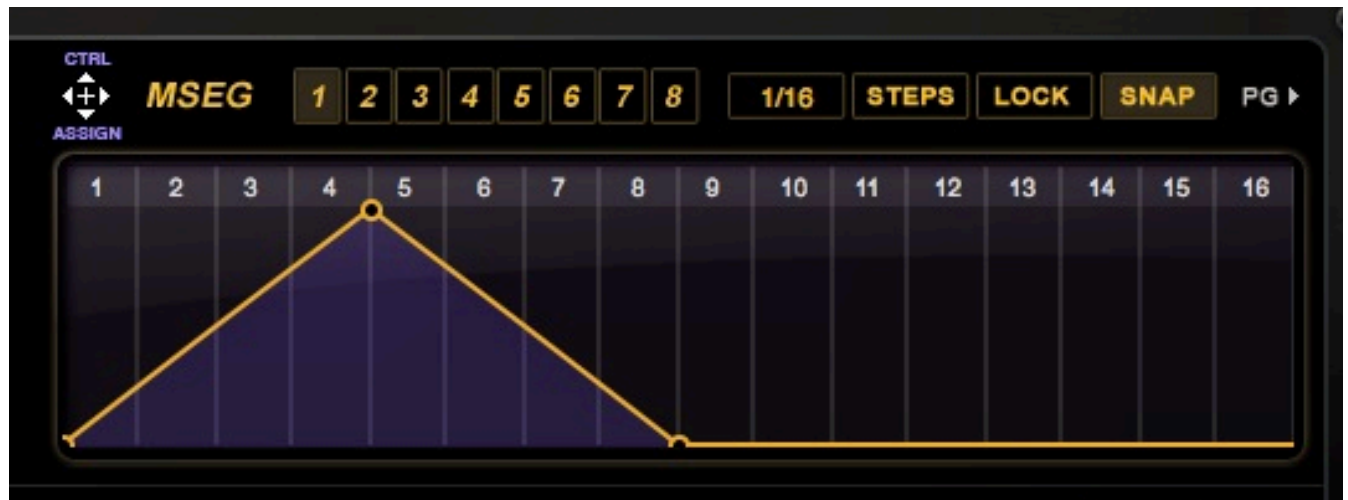 CTRL
MSEG 1 2 3 4 5 6 7 8 1/16 STEPS LOCK SNAP PG
ASSIGN
1 2 3 4 5 6 7 8 9 10 11 12 13 14 15 16